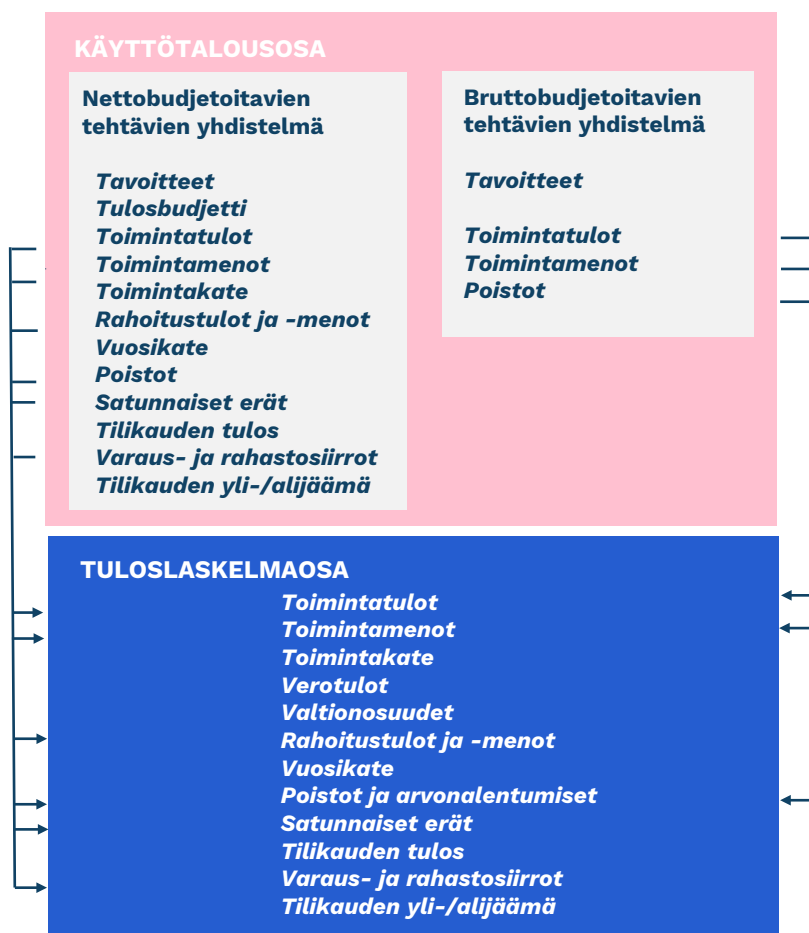 KÄYTTÖTALOUSOSA
Nettobudjetoitavien
tehtävien yhdistelmä
Tavoitteet
Tulosbudjetti
Toimintatulot
Toimintamenot
Toimintakate
Rahoitustulot ja -menot
Vuosikate
Poistot
Satunnaiset erät
Tilikauden tulos
Varaus- ja rahastosiirrot
Tilikauden yli-/alijäämä
Bruttobudjetoitavien
tehtävien yhdistelmä
Tavoitteet
Toimintatulot
Toimintamenot
Poistot
TULOSLASKELMAOSA
Toimintatulot
Toimintamenot
Toimintakate
Verotulot
Valtionosuudet
Rahoitustulot ja -menot
Vuosikate
Poistot ja arvonalentumiset
Satunnaiset erät
Tilikauden tulos
Varaus- ja rahastosiirrot
Tilikauden yli-/alijäämä